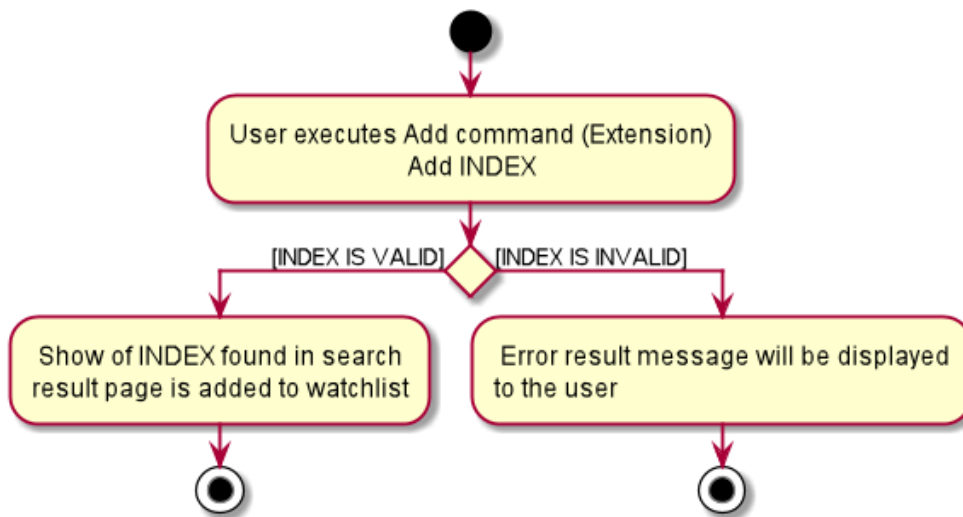 User executes Add command (Extension)
Add INDEX
[INDEX IS VALID]
[INDEX IS INVALID]
Show of INDEX found in search
result page is added to watchlist
Error result message will be displayed
to the user